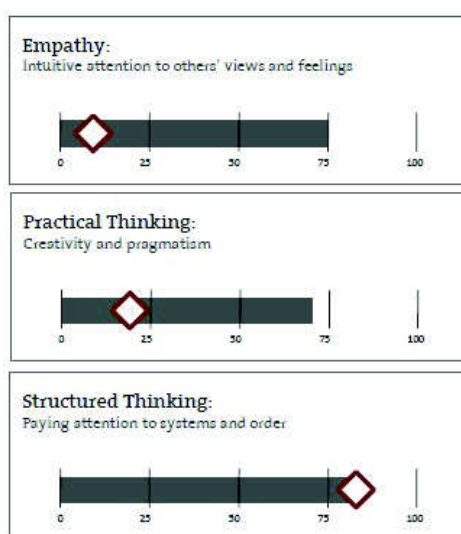 Empathy:
Intuitive attention to others' views and feelings
0 25 50 75 100
Practical Thinking:
Creativity and pragmatism
0 25 50 75 100
Structured Thinking:
Paying attention to systems and order
0 25 50 75 100